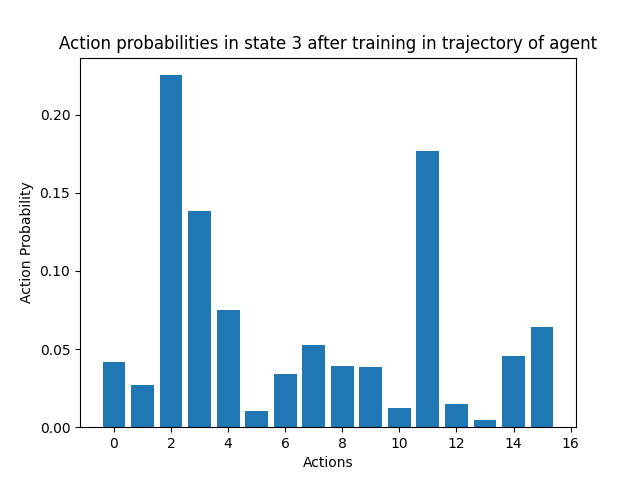 Action probabilities in state 3 after training in trajectory of agent
0.20
0.15
0.10
0.05
0.00
Action Probability
0 2 4 6 8 10 12 14 16
Actions